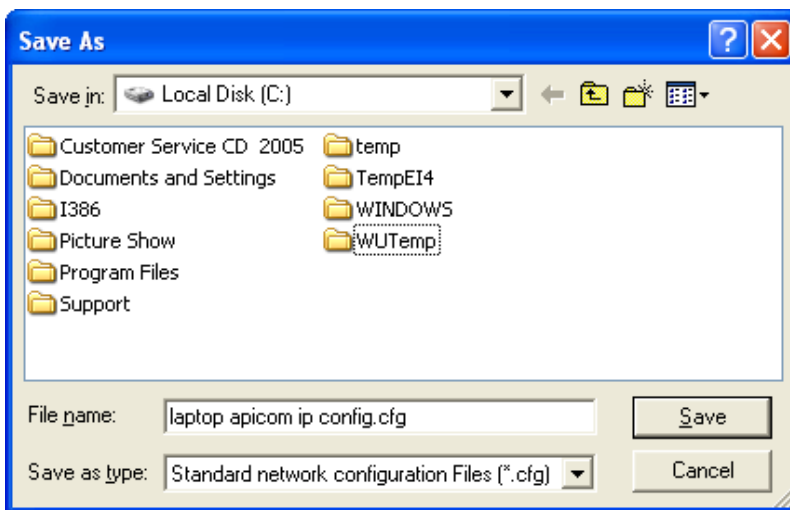 Save As
Save in: Local Disk (C:)
Customer Service CD 2005
Documents and Settings
I386
Picture Show
Program Files
Support
temp
TempEI4
WINDOWS
WUTemp
File name: laptop apicom ip config.cfg
Save
Save as type: Standard network configuration Files (*.cfg)
Cancel